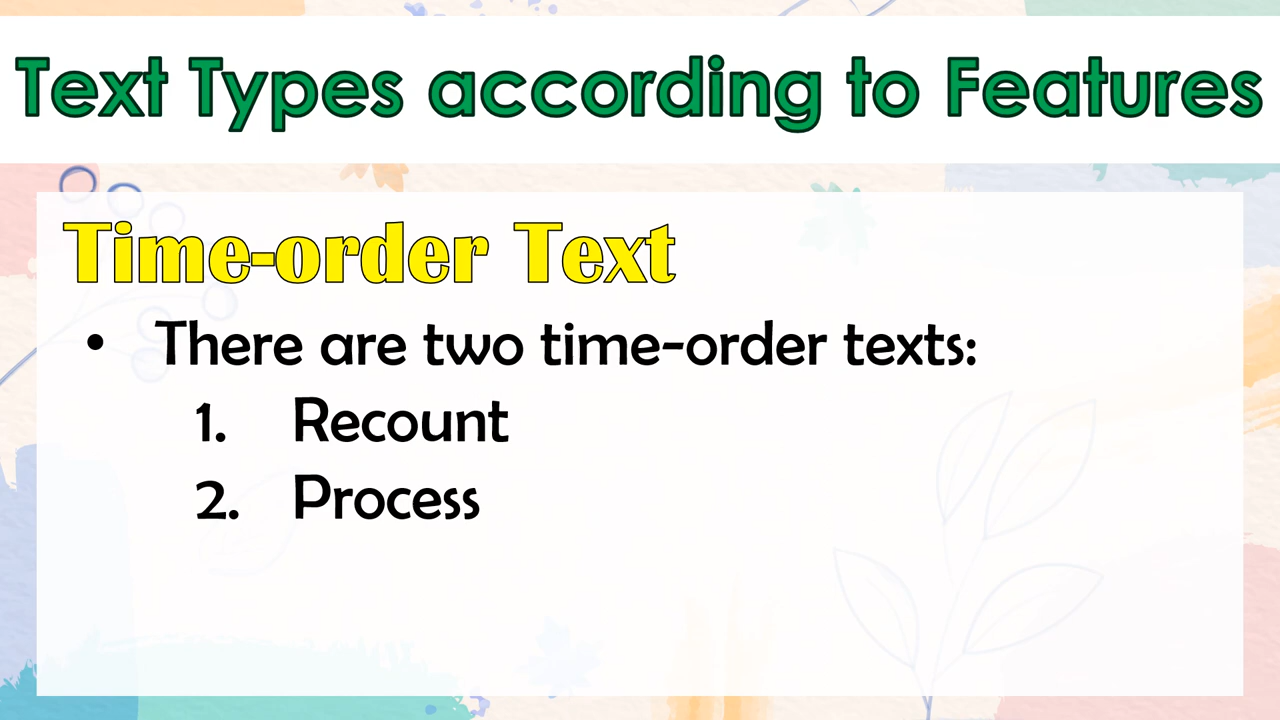 Text Types according to Features
Time-order Text
• There are two time-order texts:
1. Recount
2. Process